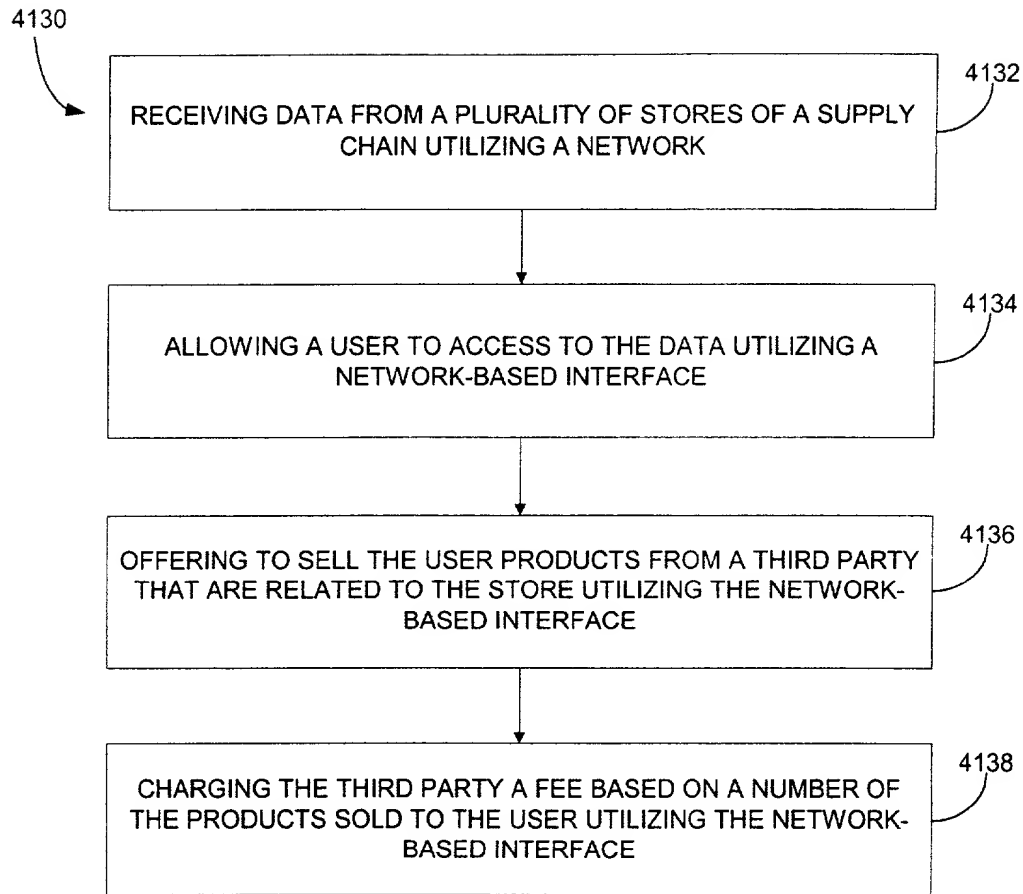 4130
4132
RECEIVING DATA FROM A PLURALITY OF STORES OF A SUPPLY
CHAIN UTILIZING A NETWORK
4134
ALLOWING A USER TO ACCESS TO THE DATA UTILIZING A
NETWORK-BASED INTERFACE
4136
OFFERING TO SELL THE USER PRODUCTS FROM A THIRD PARTY
THAT ARE RELATED TO THE STORE UTILIZING THE NETWORK-
BASED INTERFACE
4138
CHARGING THE THIRD PARTY A FEE BASED ON A NUMBER OF
THE PRODUCTS SOLD TO THE USER UTILIZING THE NETWORK-
BASED INTERFACE